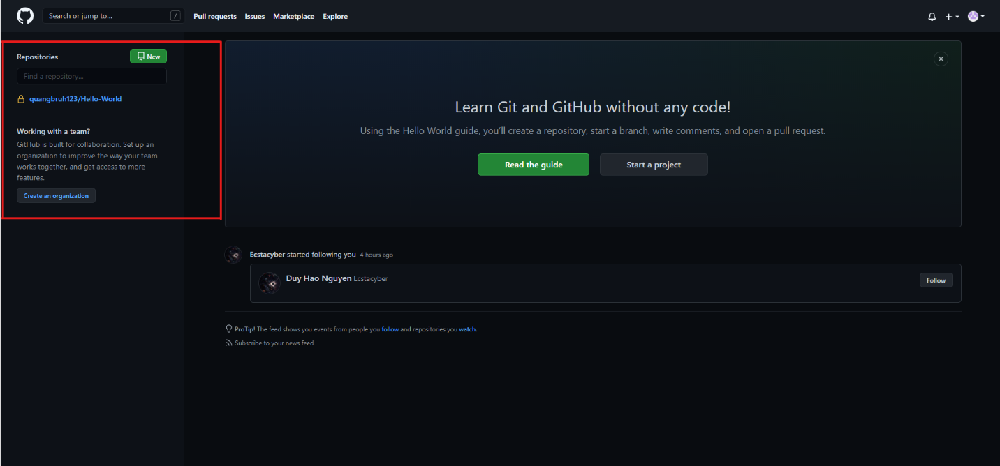 Search or jump to...
/
Pull requests
Issues
Marketplace
Explore
Repositories
New
Find a repository...
quangbruh123/Hello-World
Working with a team?
GitHub is built for collaboration. Set up an
organization to improve the way your team
works together, and get access to more
features.
Create an organization
Learn Git and GitHub without any code!
Using the Hello World guide, you’ll create a repository, start a branch, write comments, and open a pull request.
Read the guide
Start a project
Ecstacyber started following you 4 hours ago
Duy Hao Nguyen Ecstacyber
Follow
ProTip! The feed shows you events from people you follow and repositories you watch.
Subscribe to your news feed